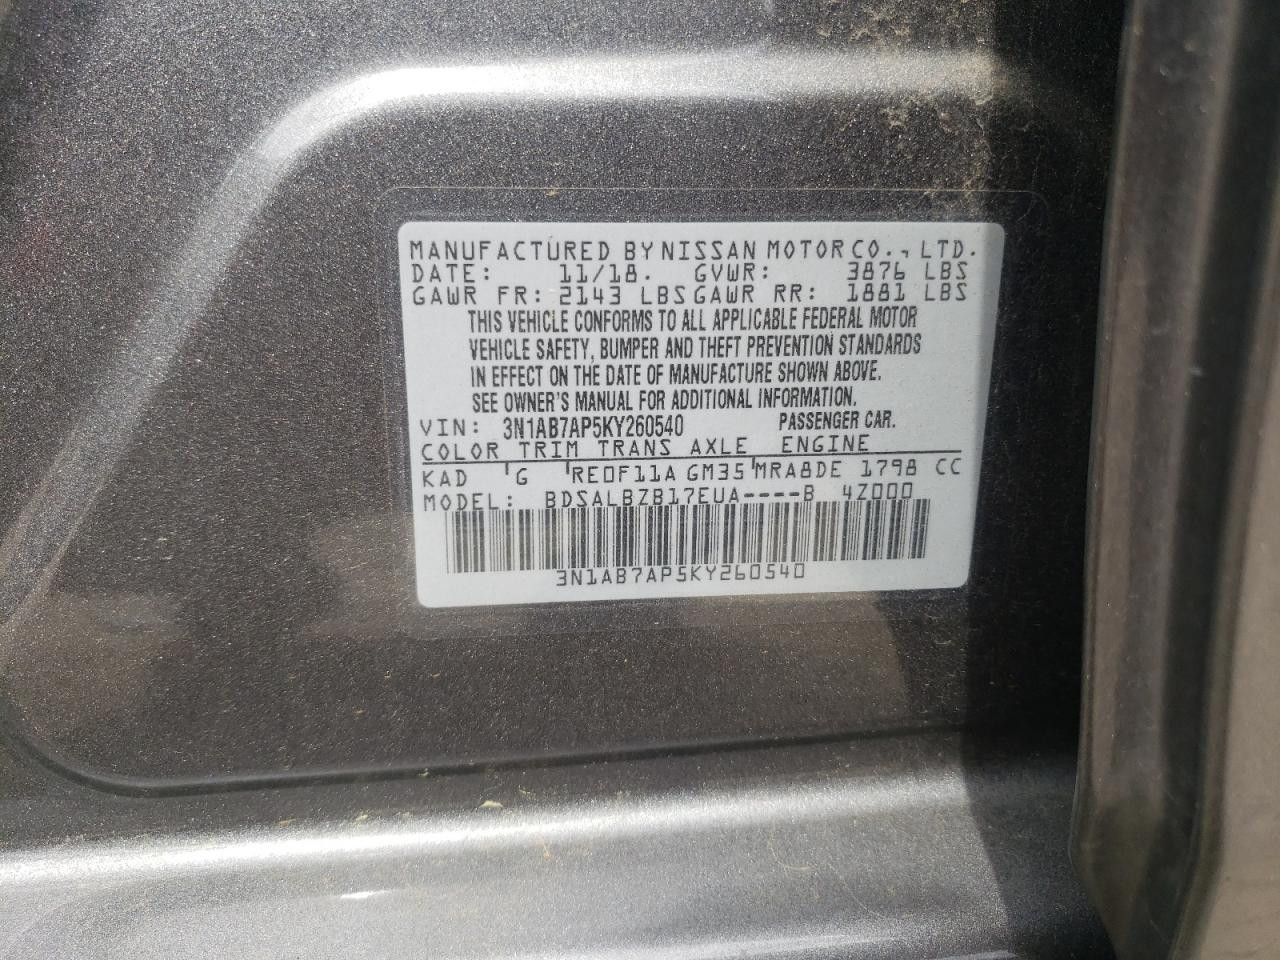 MANUFACTURED BY NISSAN MOTOR CO., LTD.
DATE: 11/18. GVWR: 3876 LBS
GAWR FR: 2143 LBS GAWR RR: 1881 LBS
THIS VEHICLE CONFORMS TO ALL APPLICABLE FEDERAL MOTOR
VEHICLE SAFETY, BUMPER AND THEFT PREVENTION STANDARDS
IN EFFECT ON THE DATE OF MANUFACTURE SHOWN ABOVE.
SEE OWNER'S MANUAL FOR ADDITIONAL INFORMATION.
VIN: 3N1AB7AP5KY260540 PASSENGER CAR.
COLOR TRIM TRANS AXLE ENGINE
KAD G RE0F11A GM35 MRA8DE 1798 CC
MODEL: BDSALBZB17EUA----B 4Z000
3N1AB7AP5KY260540